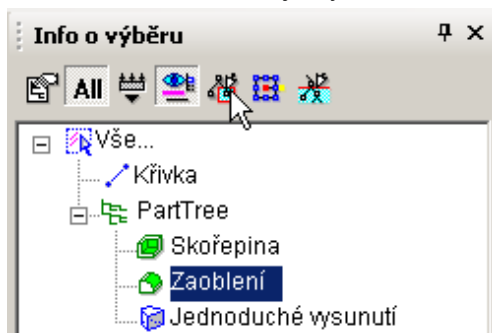 Info o výběru
All
Vše...
Křivka
PartTree
Skořepina
Zaoblení
Jednoduché vysunutí